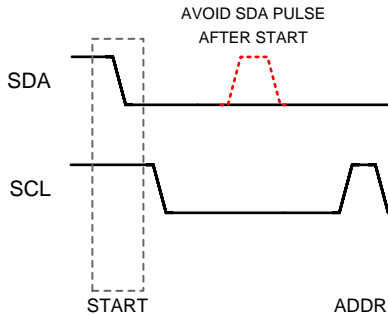 AVOID SDA PULSE
AFTER START
SDA
SCL
START
ADDR